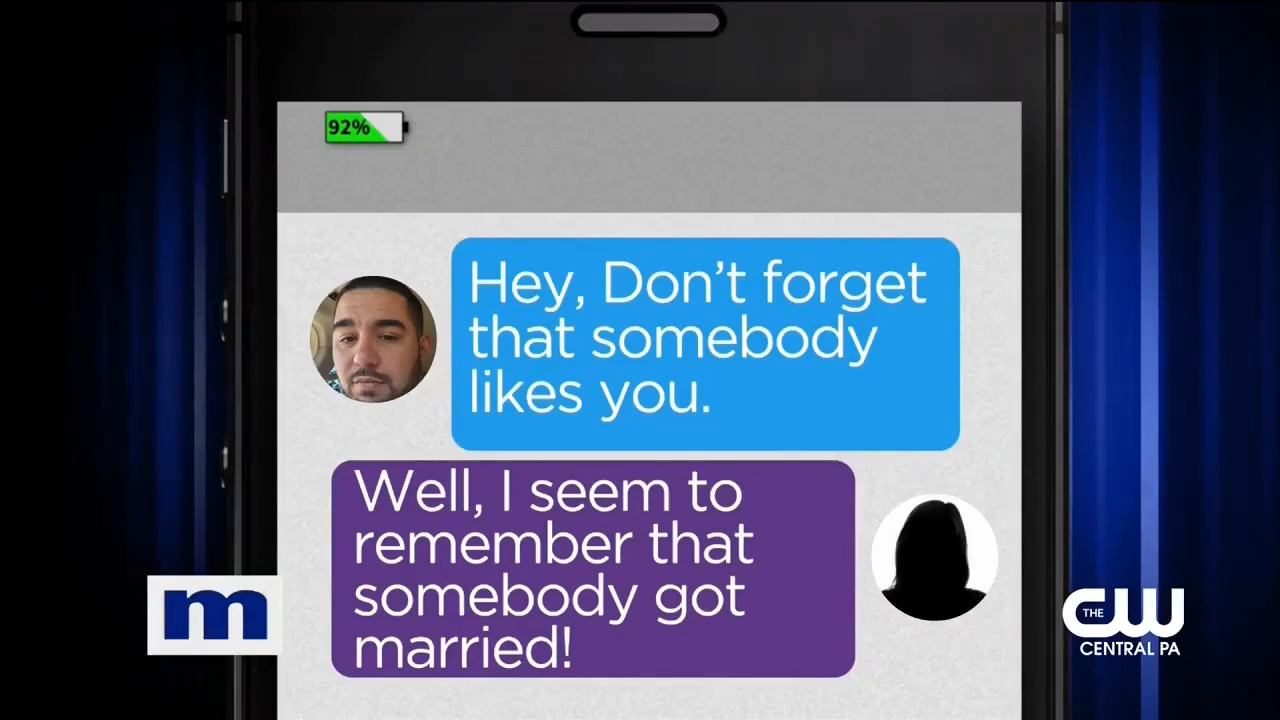 92%
Hey, Don't forget
that somebody
likes you.
Well, I seem to
remember that
somebody got
married!
m
THE CW
CENTRAL PA